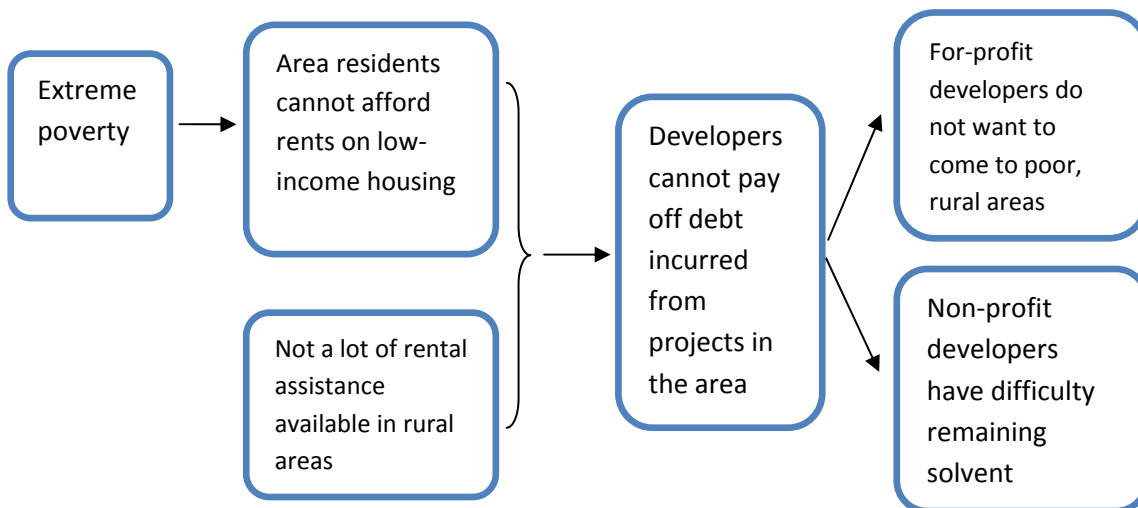 Extreme
poverty
Area residents
cannot afford
rents on low-
income housing
Not a lot of rental
assistance
available in rural
areas
Developers
cannot pay
off debt
incurred
from
projects in
the area
For-profit
developers do
not want to
come to poor,
rural areas
Non-profit
developers
have difficulty
remaining
solvent